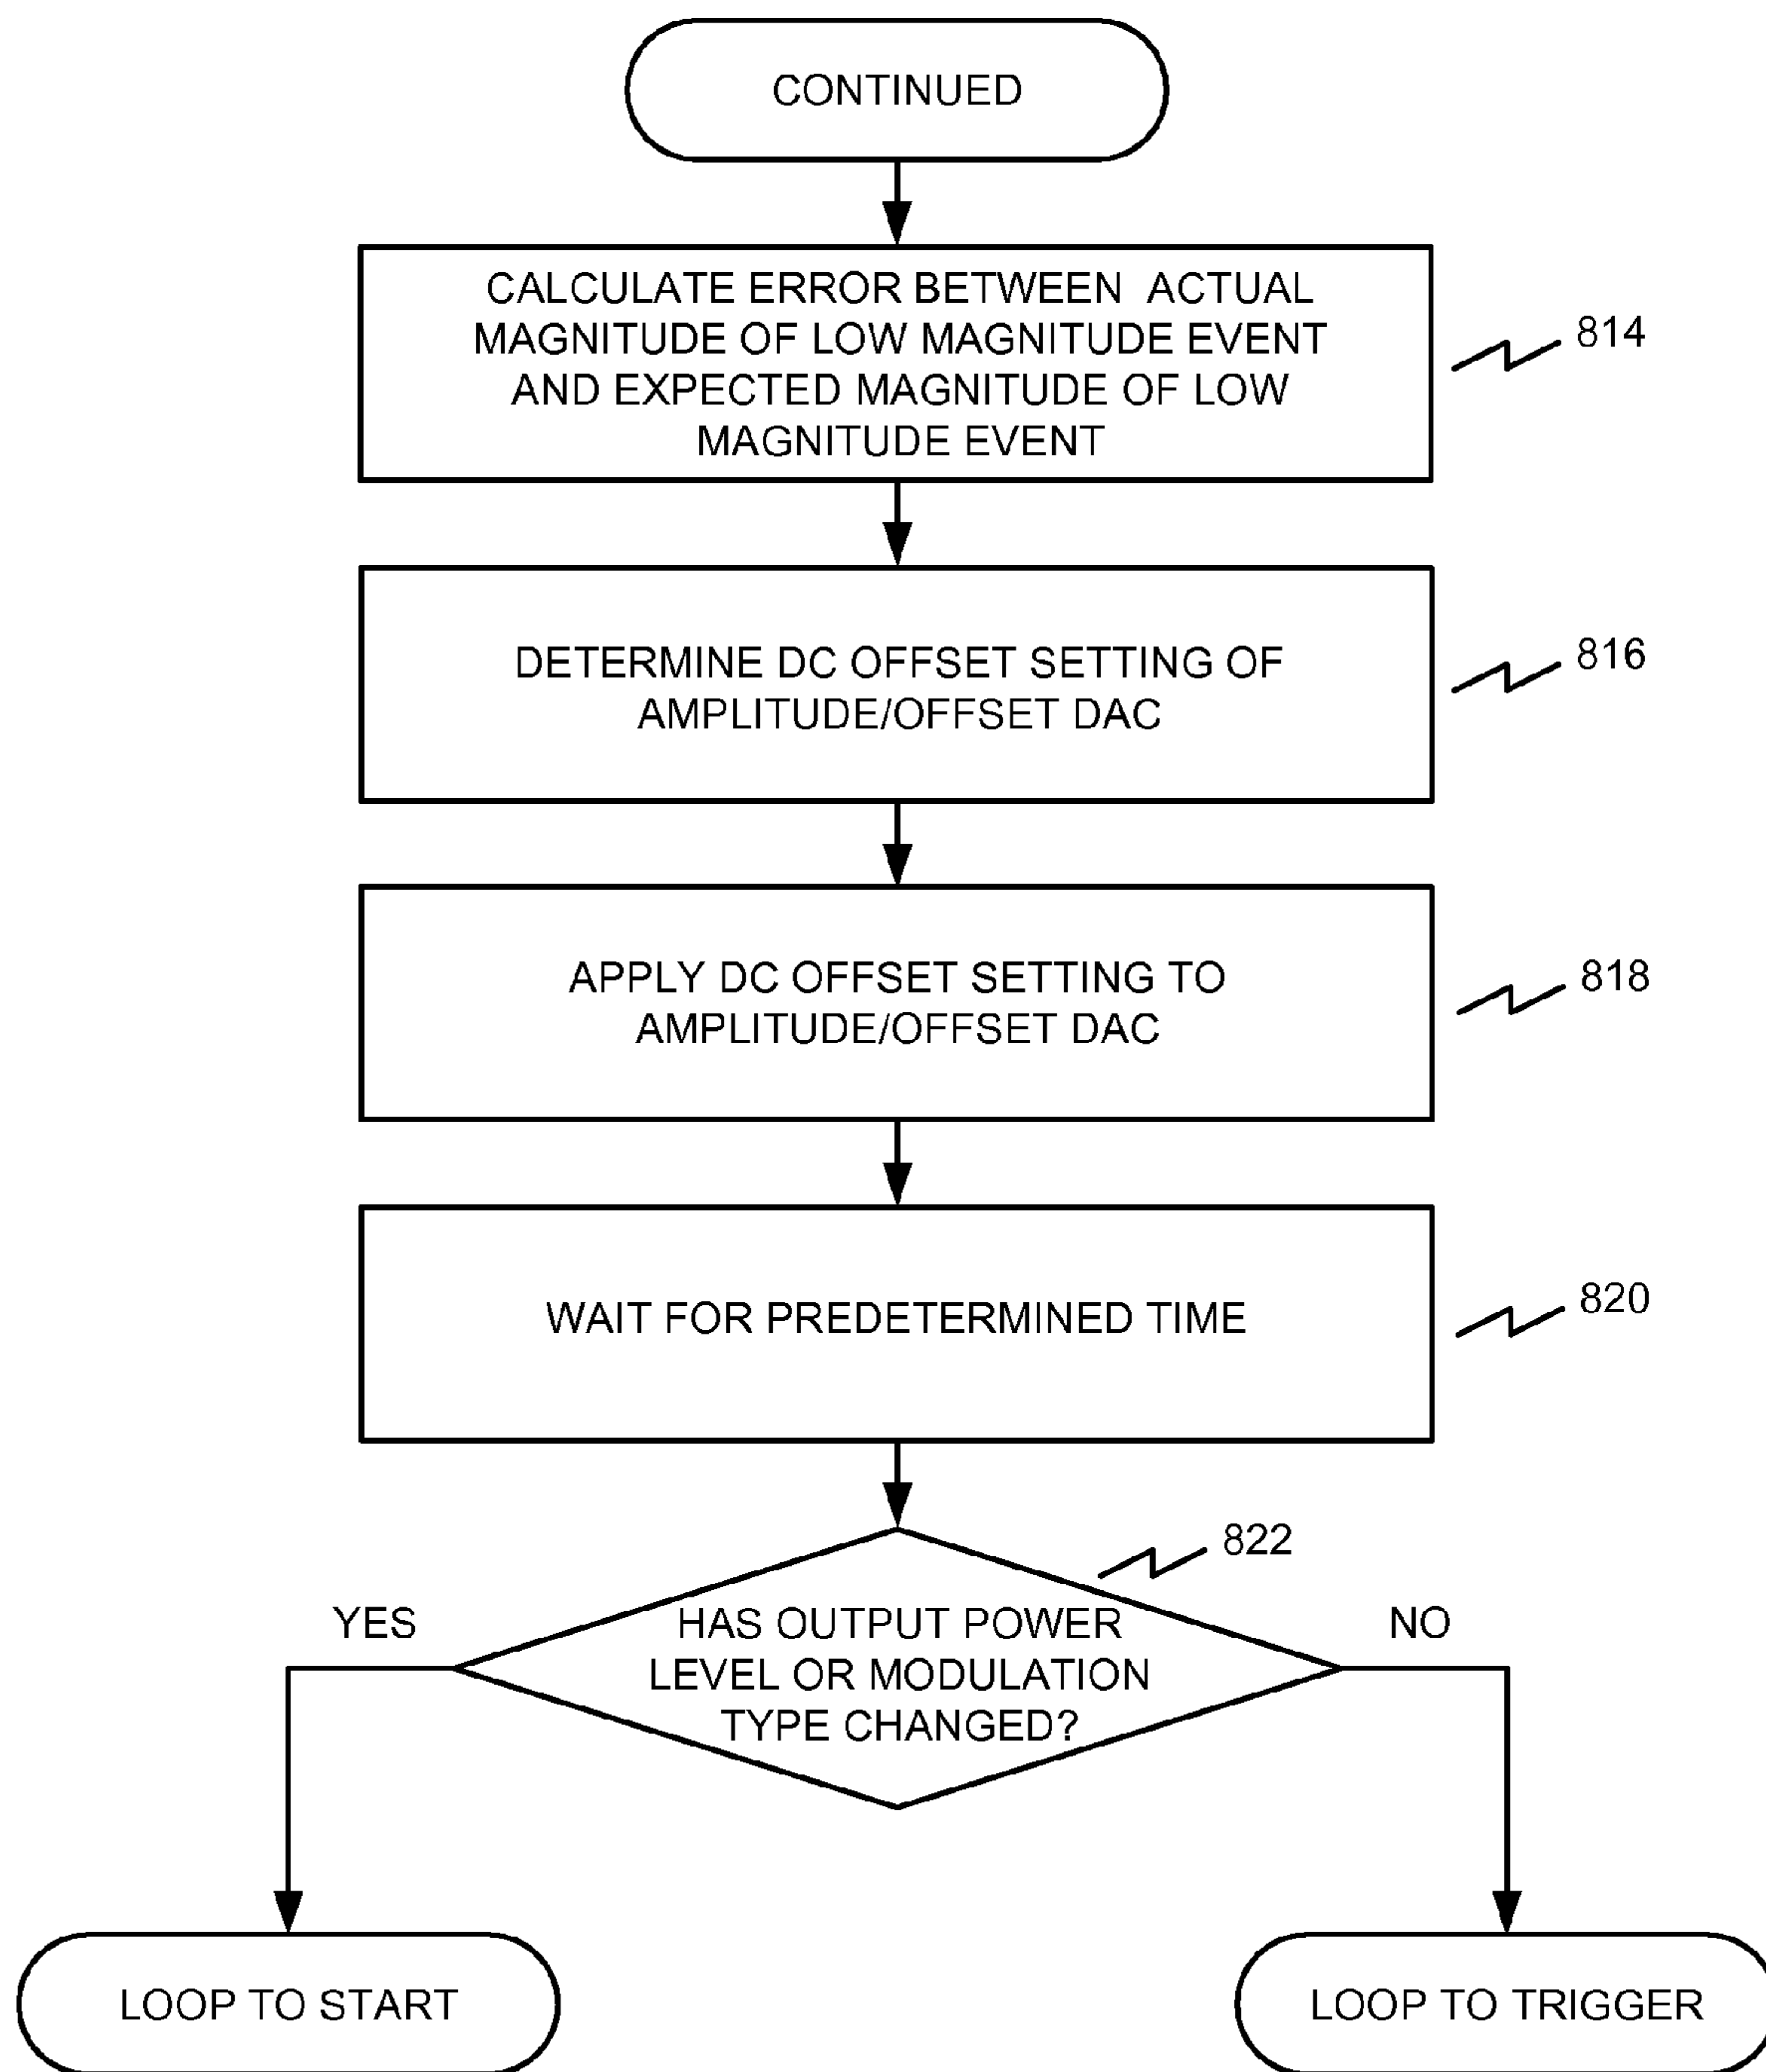 CONTINUED
CALCULATE ERROR BETWEEN ACTUAL
MAGNITUDE OF LOW MAGNITUDE EVENT
AND EXPECTED MAGNITUDE OF LOW
MAGNITUDE EVENT
814
DETERMINE DC OFFSET SETTING OF
AMPLITUDE/OFFSET DAC
816
APPLY DC OFFSET SETTING TO
AMPLITUDE/OFFSET DAC
818
WAIT FOR PREDETERMINED TIME
820
822
YES
HAS OUTPUT POWER
LEVEL OR MODULATION
TYPE CHANGED?
NO
LOOP TO START
LOOP TO TRIGGER